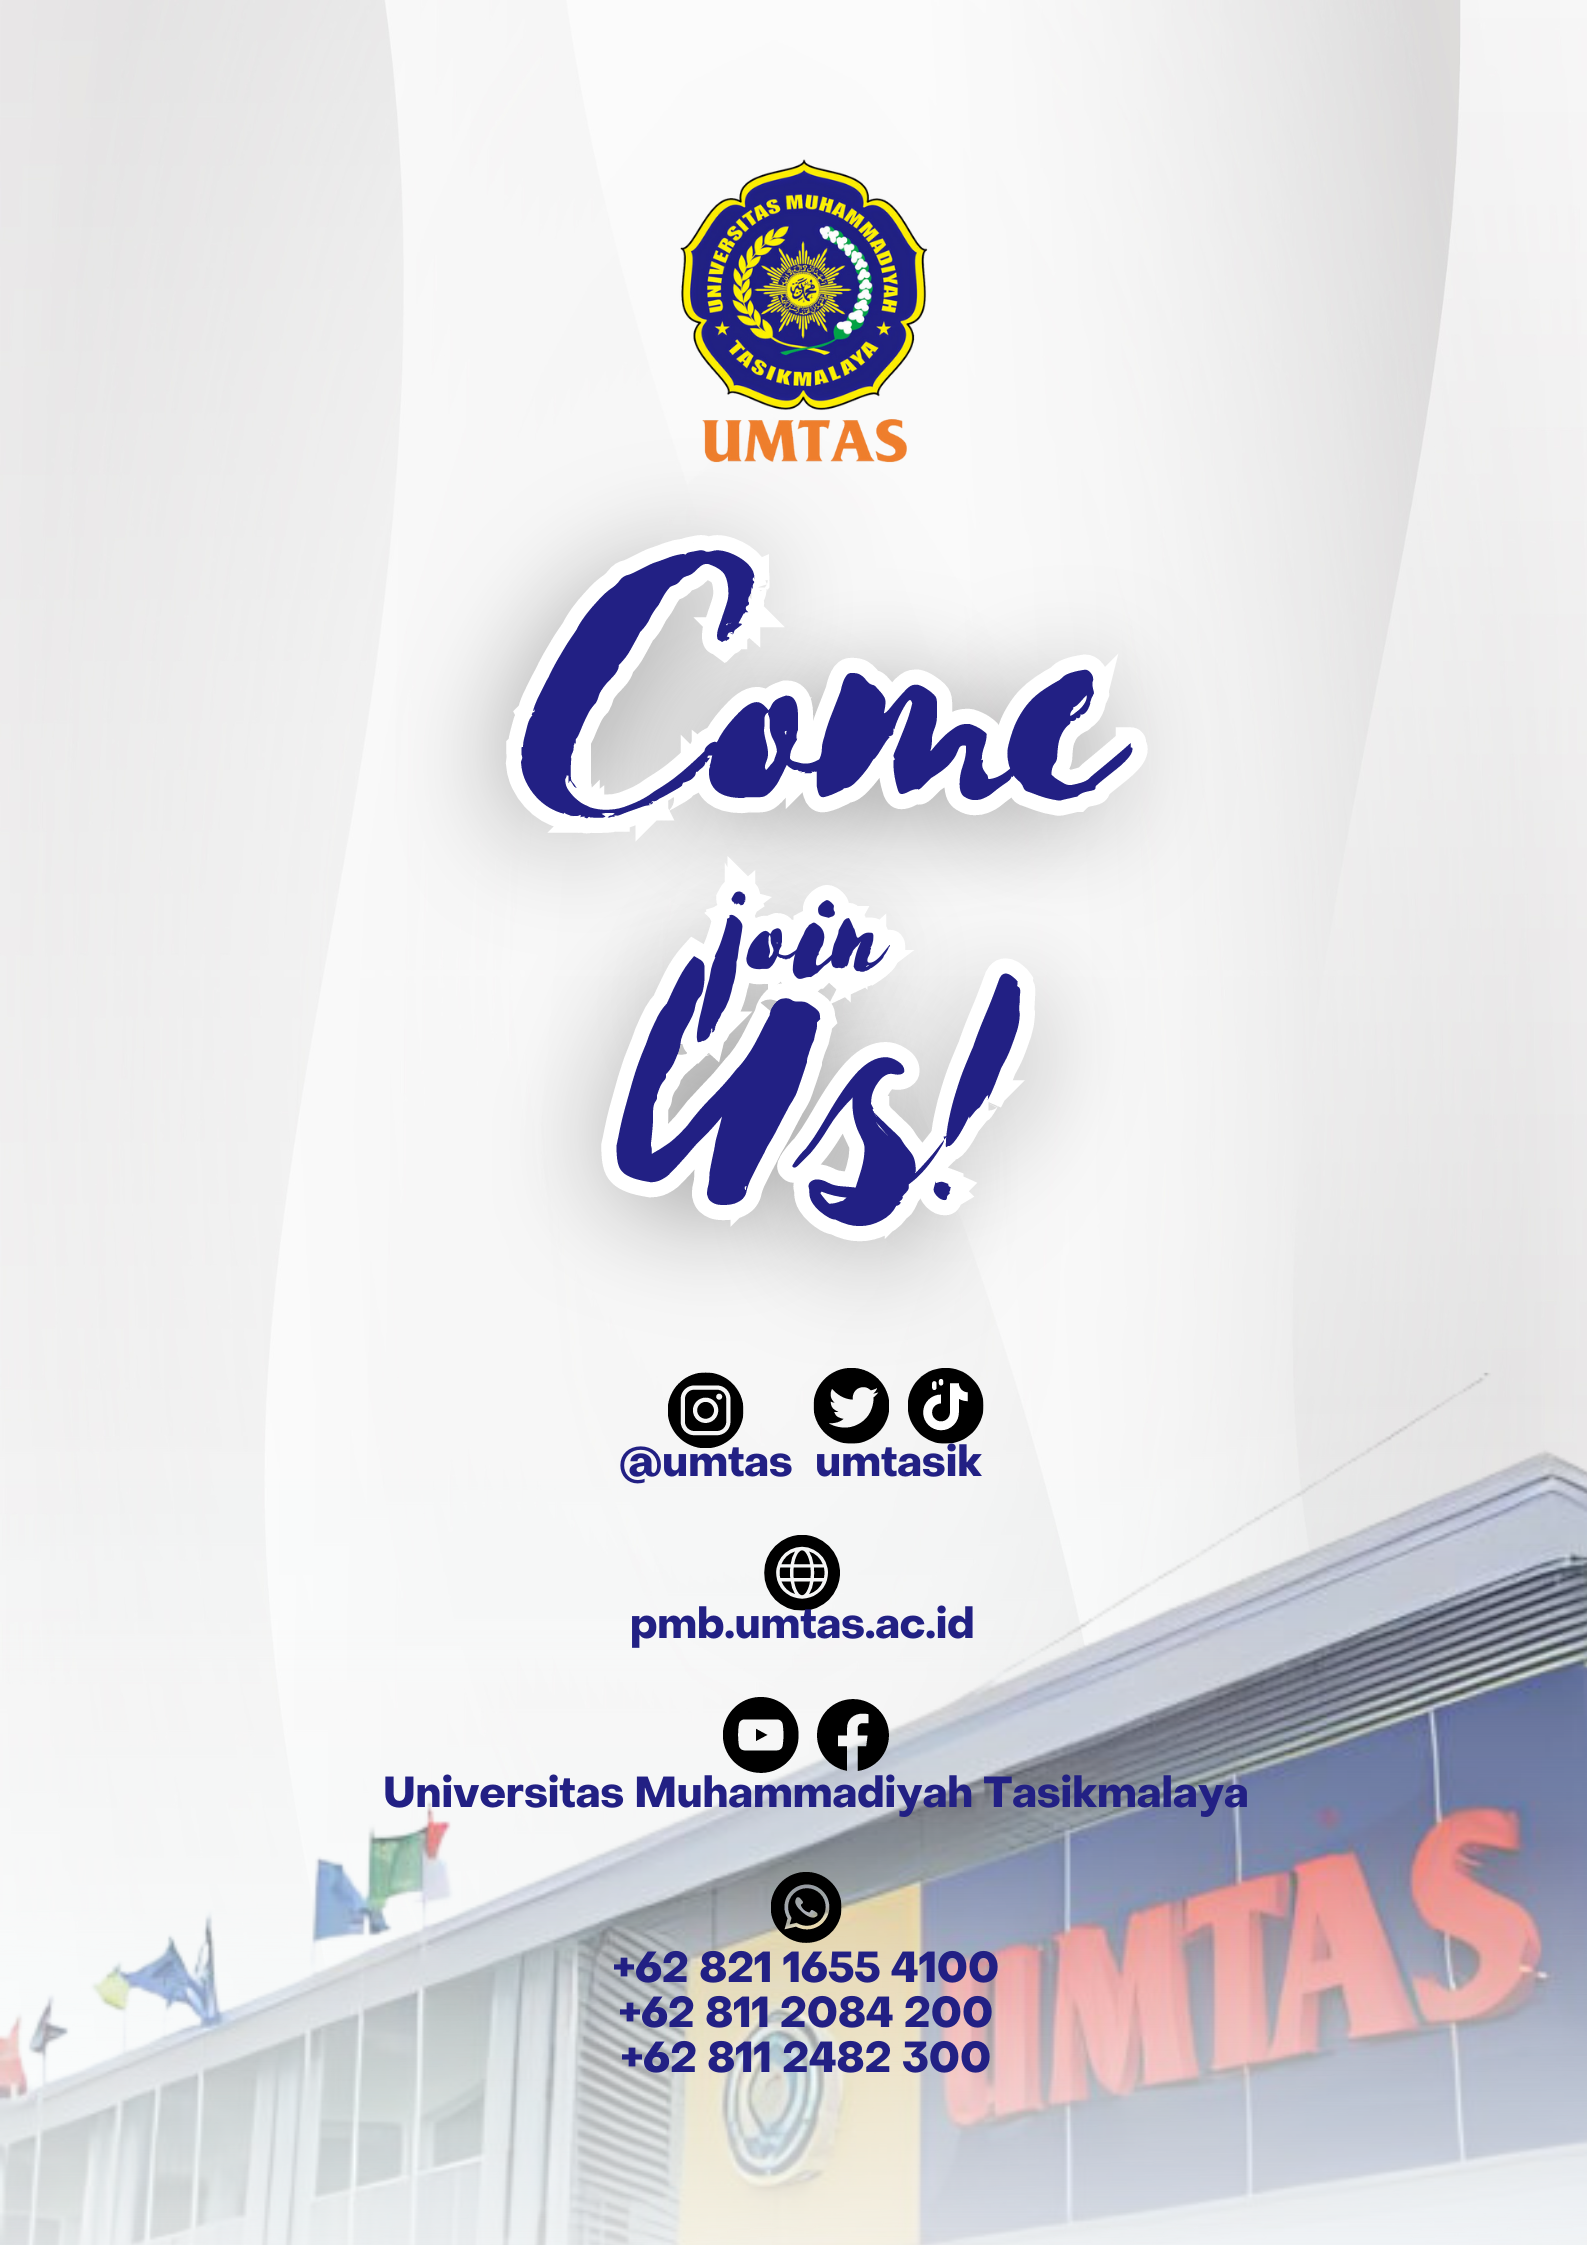 UNIVERSITAS MUHAMMADIYAH
TASIKMALAYA
UMTAS
Come
join
Us!
@umtas umtasik
pmb.umtas.ac.id
Universitas Muhammadiyah Tasikmalaya
UMTAS
+62 821 1655 4100
+62 811 2084 200
+62 811 2482 300